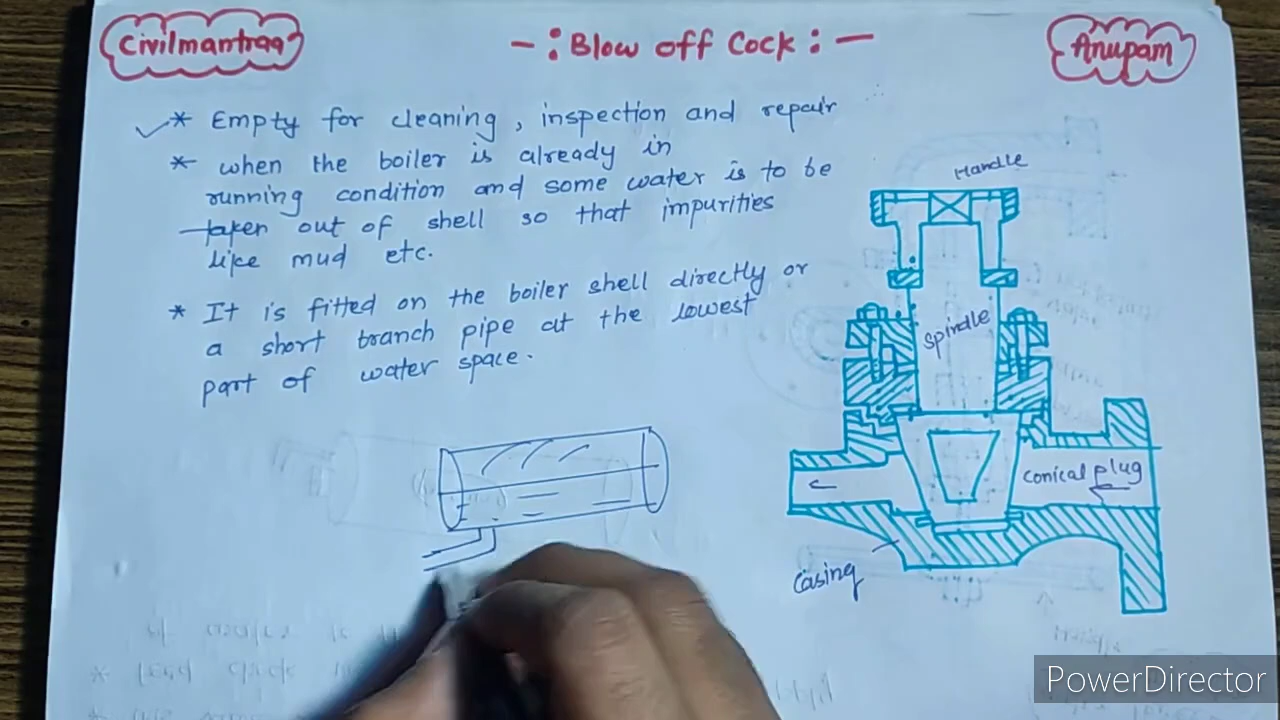 Civilmantraa
-: Blow off Cock :-
Anupam
* Empty for cleaning, inspection and repair
* when the boiler is already in
running condition and some water is to be
taken out of shell so that impurities
like mud etc.
* It is fitted on the boiler shell directly or
a short branch pipe at the lowest
part of water space.
Handle
Spindle
conical plug
Casing
PowerDirector